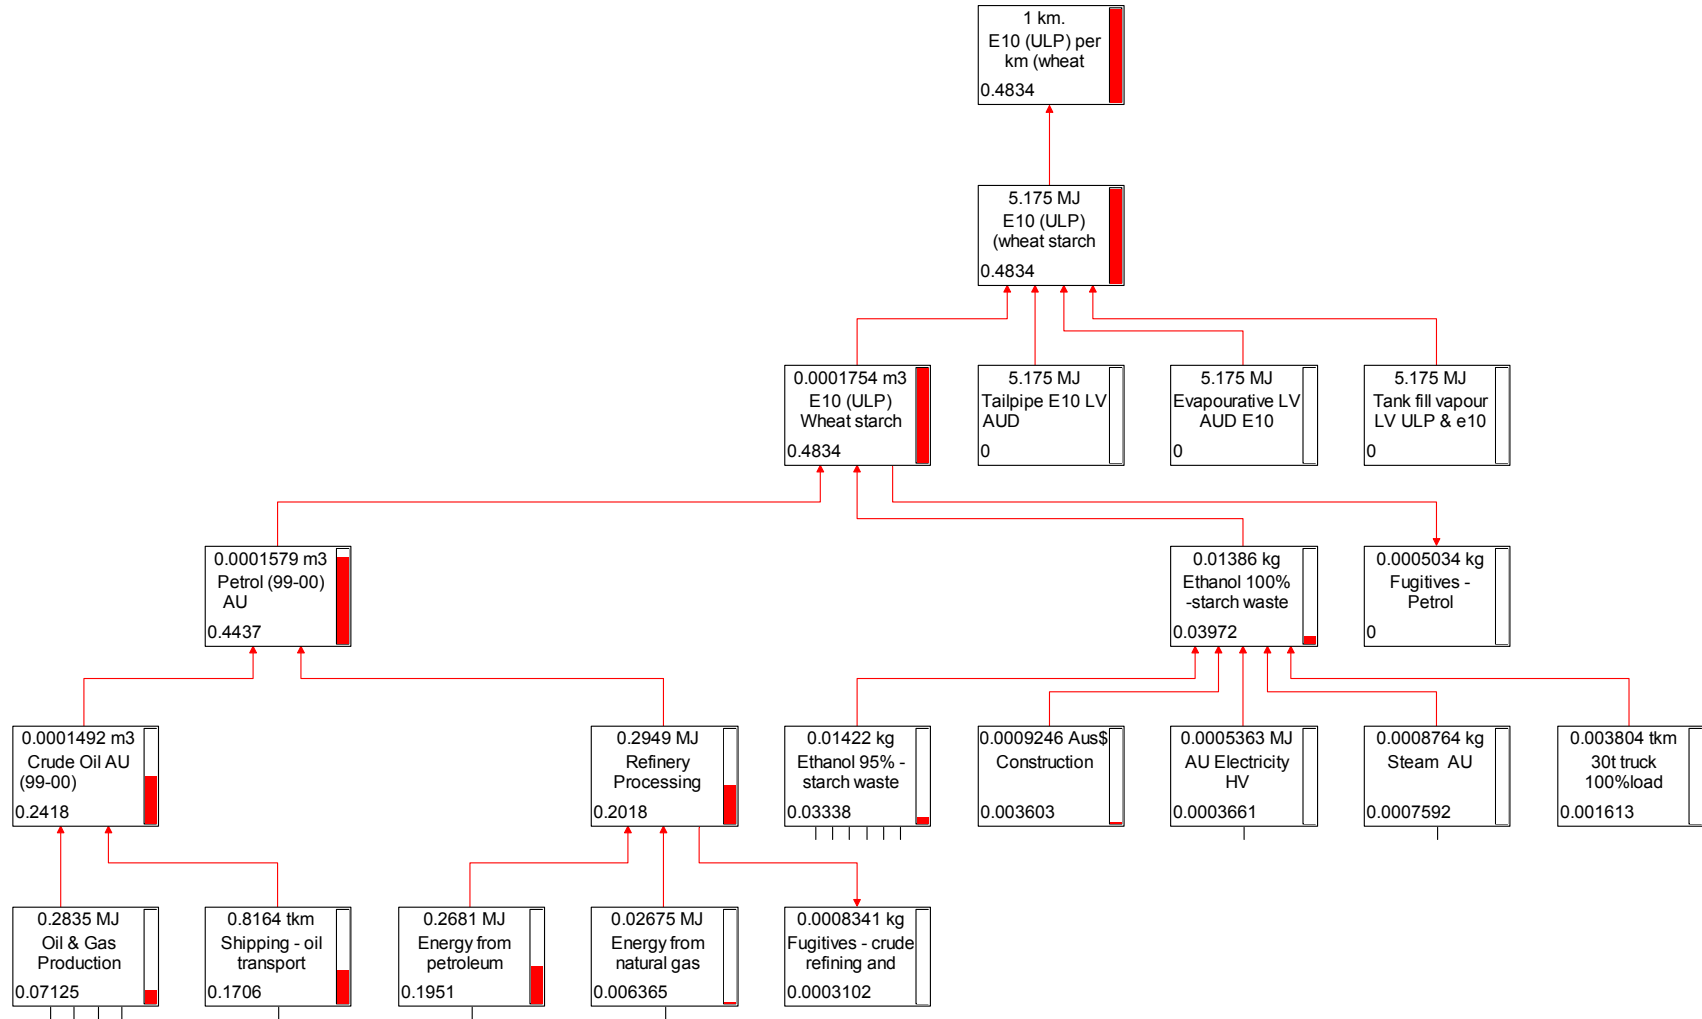 1 km.
E10 (ULP) per
km (wheat
0.4834
5.175 MJ
E10 (ULP)
(wheat starch
0.4834
0.0001754 m3
E10 (ULP)
Wheat starch
0.4834
5.175 MJ
Tailpipe E10 LV
AUD
0
5.175 MJ
Evapourative LV
AUD E10
0
5.175 MJ
Tank fill vapour
LV ULP & e10
0
0.0001579 m3
Petrol (99-00)
AU
0.4437
0.01386 kg
Ethanol 100%
-starch waste
0.03972
0.0005034 kg
Fugitives -
Petrol
0
0.0001492 m3
Crude Oil AU
(99-00)
0.2418
0.2949 MJ
Refinery
Processing
0.2018
0.01422 kg
Ethanol 95% -
starch waste
0.03338
0.0009246 Aus$
Construction
0.003603
0.0005363 MJ
AU Electricity
HV
0.0003661
0.0008764 kg
Steam AU
0.0007592
0.003804 tkm
30t truck
100%load
0.001613
0.2835 MJ
Oil & Gas
Production
0.07125
0.8164 tkm
Shipping - oil
transport
0.1706
0.2681 MJ
Energy from
petroleum
0.1951
0.02675 MJ
Energy from
natural gas
0.006365
0.0008341 kg
Fugitives - crude
refining and
0.0003102